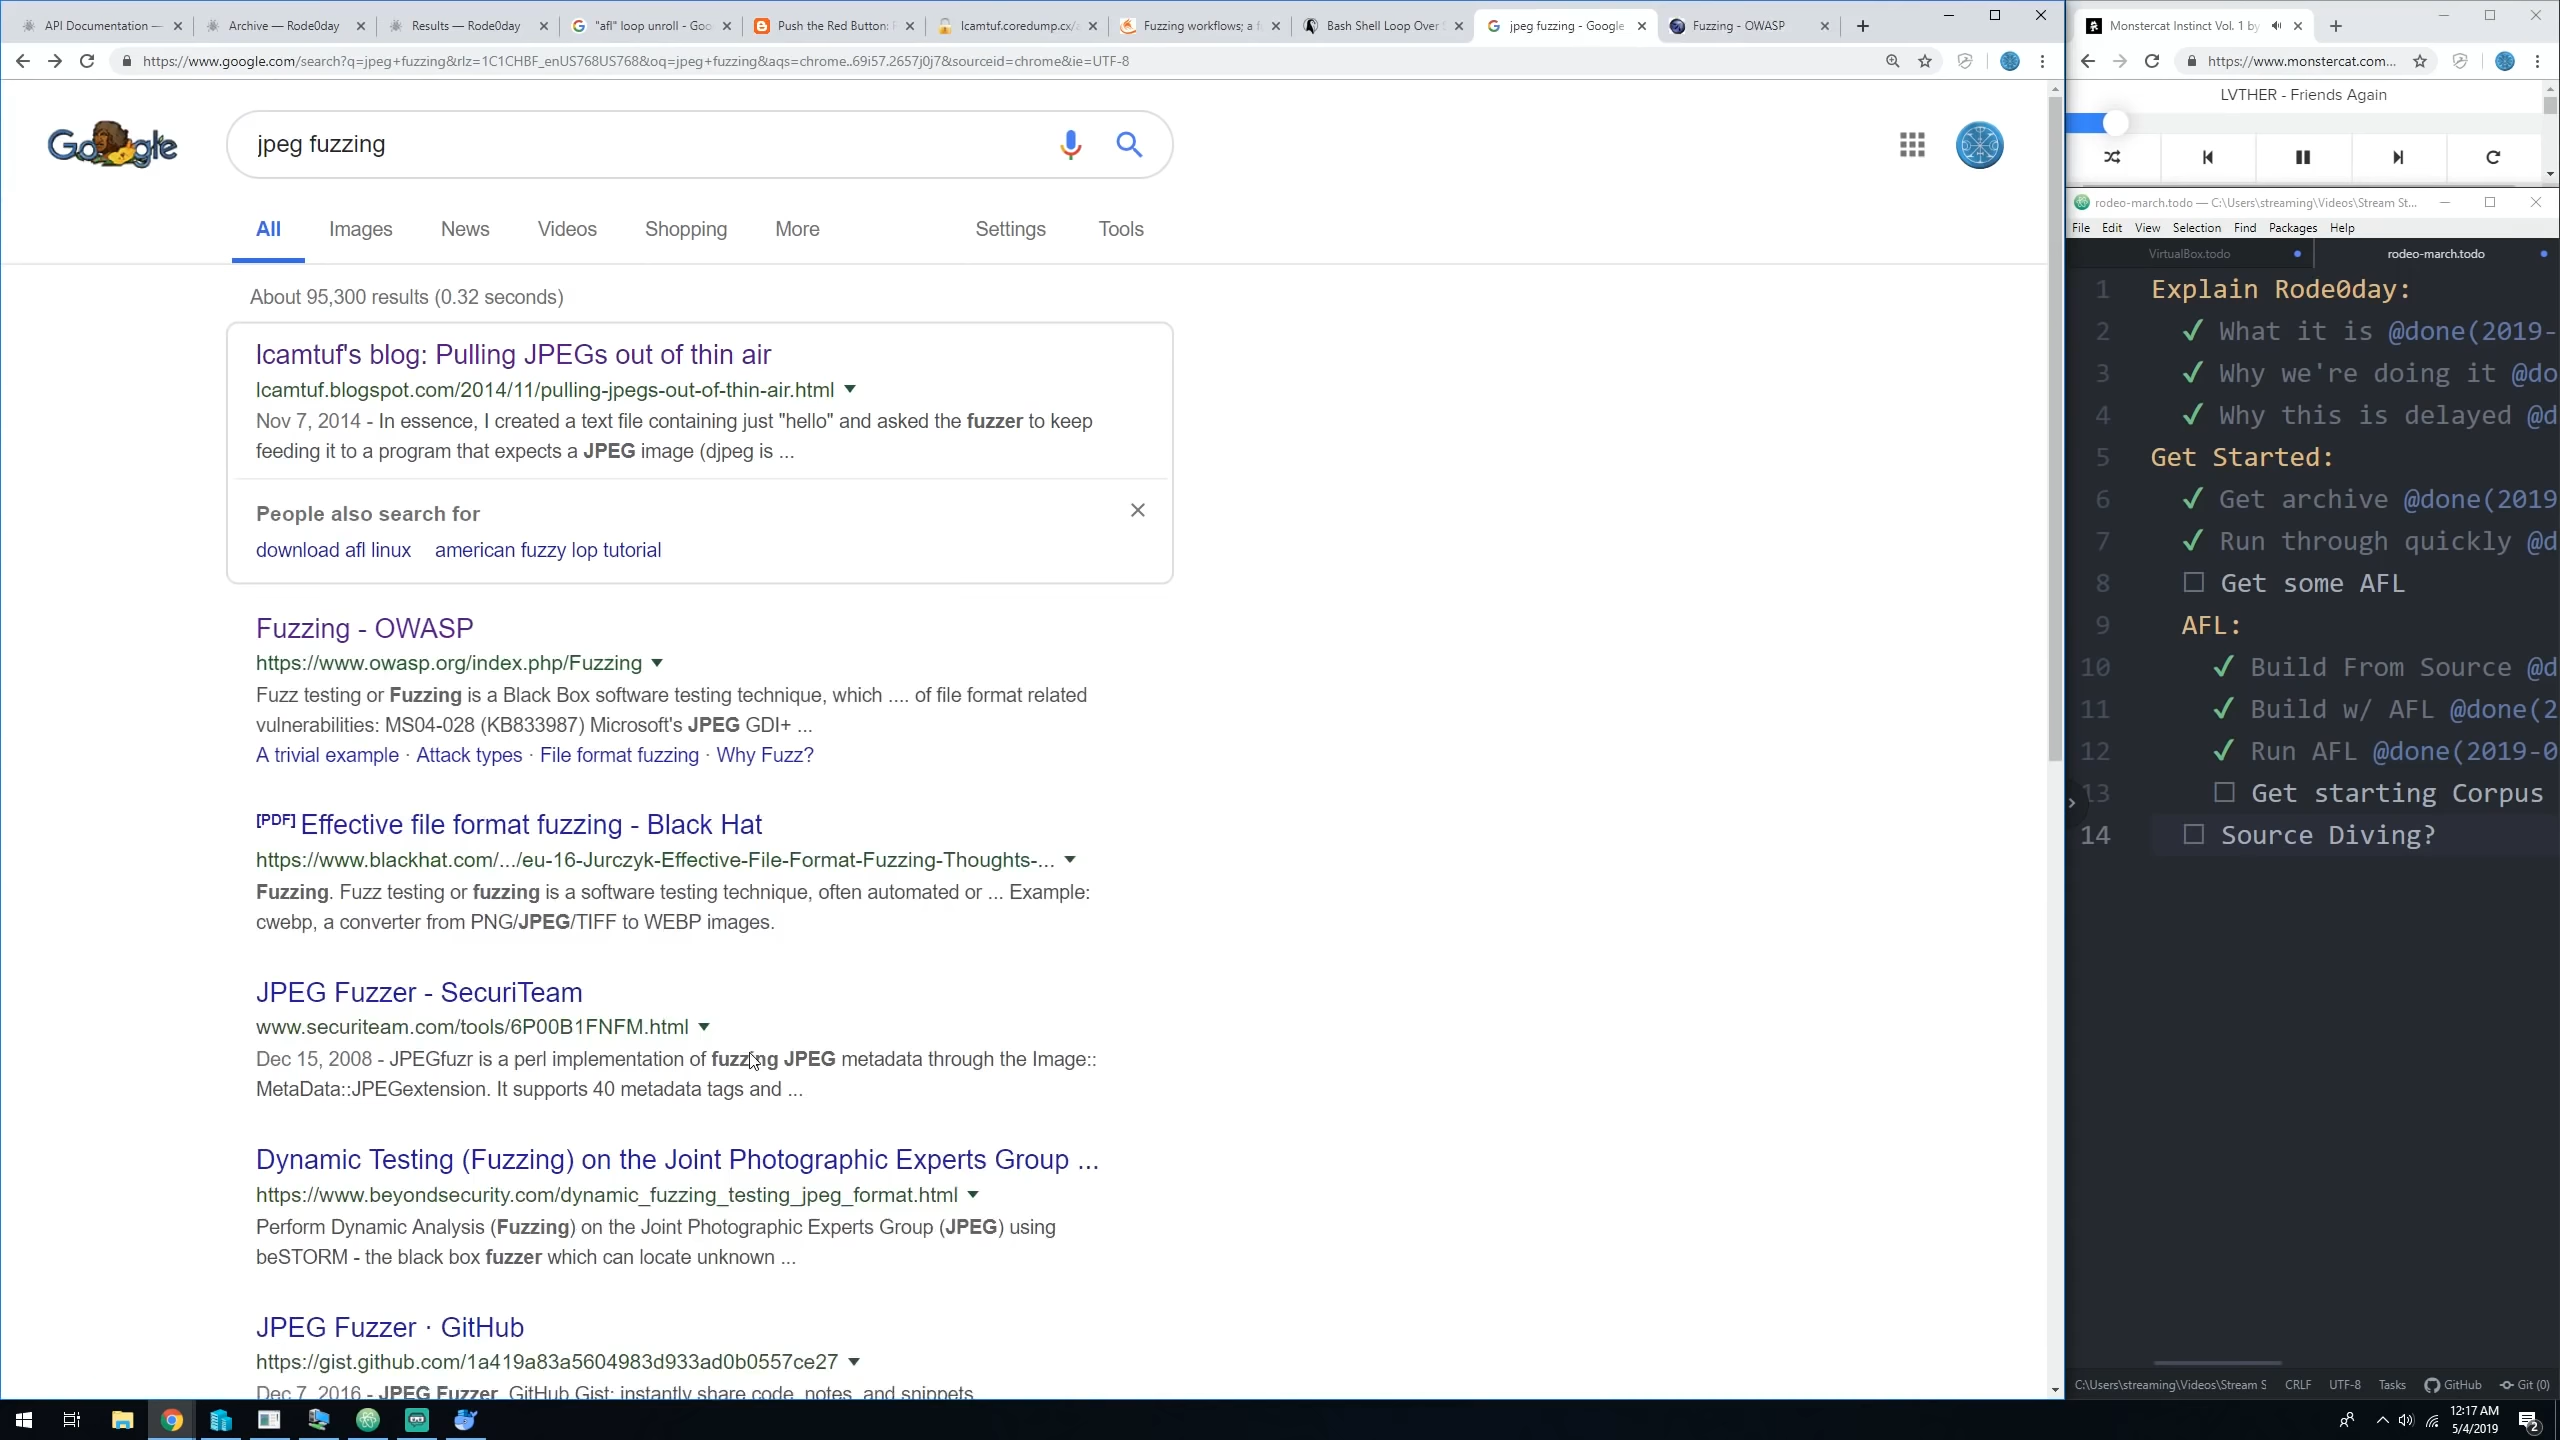 API Documentation —
Archive — Rode0day
Results — Rode0day
"afl" loop unroll - Goo
Push the Red Button:
lcamtuf.coredump.cx/
Fuzzing workflows; a f
Bash Shell Loop Over
jpeg fuzzing - Google
Fuzzing - OWASP
https://www.google.com/search?q=jpeg+fuzzing&rlz=1C1CHBF_enUS768US768&oq=jpeg+fuzzing&aqs=chrome..69i57.2657j0j7&sourceid=chrome&ie=UTF-8
Google
jpeg fuzzing
All
Images
News
Videos
Shopping
More
Settings
Tools
About 95,300 results (0.32 seconds)
lcamtuf's blog: Pulling JPEGs out of thin air
lcamtuf.blogspot.com/2014/11/pulling-jpegs-out-of-thin-air.html
Nov 7, 2014 - In essence, I created a text file containing just "hello" and asked the fuzzer to keep
feeding it to a program that expects a JPEG image (djpeg is ...
People also search for
download afl linux
american fuzzy lop tutorial
Fuzzing - OWASP
https://www.owasp.org/index.php/Fuzzing
Fuzz testing or Fuzzing is a Black Box software testing technique, which .... of file format related
vulnerabilities: MS04-028 (KB833987) Microsoft's JPEG GDI+ ...
A trivial example · Attack types · File format fuzzing · Why Fuzz?
[PDF] Effective file format fuzzing - Black Hat
https://www.blackhat.com/.../eu-16-Jurczyk-Effective-File-Format-Fuzzing-Thoughts-...
Fuzzing. Fuzz testing or fuzzing is a software testing technique, often automated or ... Example:
cwebp, a converter from PNG/JPEG/TIFF to WEBP images.
JPEG Fuzzer - SecuriTeam
www.securiteam.com/tools/6P00B1FNFM.html
Dec 15, 2008 - JPEGfuzr is a perl implementation of fuzzing JPEG metadata through the Image::
MetaData::JPEGextension. It supports 40 metadata tags and ...
Dynamic Testing (Fuzzing) on the Joint Photographic Experts Group ...
https://www.beyondsecurity.com/dynamic_fuzzing_testing_jpeg_format.html
Perform Dynamic Analysis (Fuzzing) on the Joint Photographic Experts Group (JPEG) using
beSTORM - the black box fuzzer which can locate unknown ...
JPEG Fuzzer · GitHub
https://gist.github.com/1a419a83a5604983d933ad0b0557ce27
Dec 7, 2016 - JPEG Fuzzer. GitHub Gist: instantly share code, notes, and snippets.
Monstercat Instinct Vol. 1 by
https://www.monstercat.com...
LVTHER - Friends Again
rodeo-march.todo — C:\Users\streaming\Videos\Stream St...
File Edit View Selection Find Packages Help
VirtualBox.todo
rodeo-march.todo
1 Explain Rode0day:
2 ✓ What it is @done(2019-
3 ✓ Why we're doing it @do
4 ✓ Why this is delayed @d
5 Get Started:
6 ✓ Get archive @done(2019
7 ✓ Run through quickly @d
8 ☐ Get some AFL
9 AFL:
10 ✓ Build From Source @d
11 ✓ Build w/ AFL @done(2
12 ✓ Run AFL @done(2019-0
13 ☐ Get starting Corpus
14 ☐ Source Diving?
C:\Users\streaming\Videos\Stream S
CRLF
UTF-8
Tasks
GitHub
Git (0)
12:17 AM
5/4/2019
2